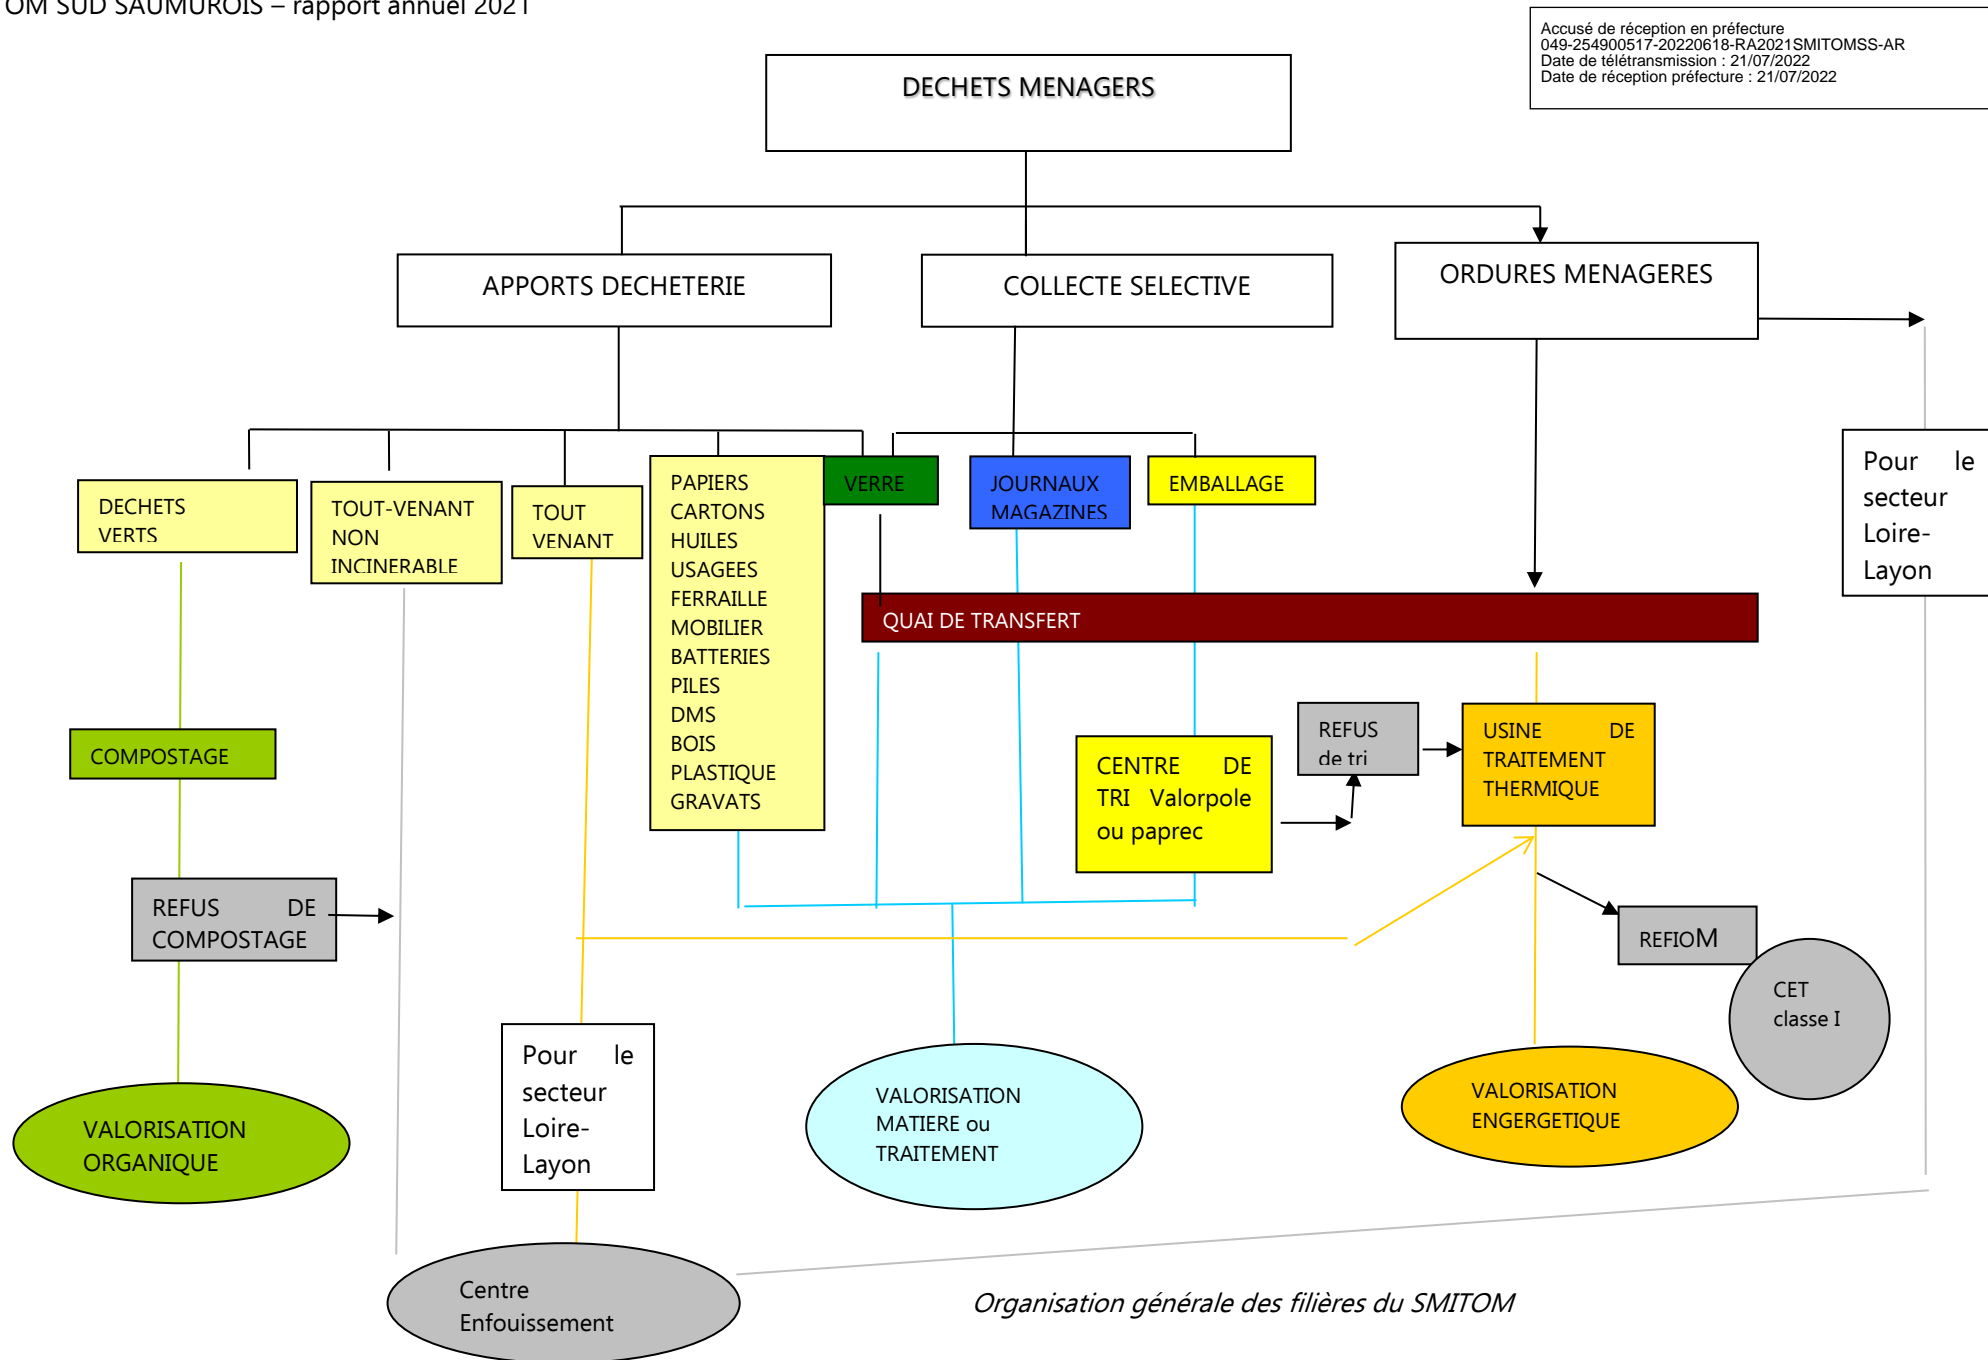 OM SUD SAUMUROIS – rapport annuel 2021
Accusé de réception en préfecture
049-254900517-20220618-RA2021SMITOMSS-AR
Date de télétransmission : 21/07/2022
Date de réception préfecture : 21/07/2022
DECHETS MENAGERS
APPORTS DECHETERIE
COLLECTE SELECTIVE
ORDURES MENAGERES
Pour le
secteur
Loire-
Layon
DECHETS
VERTS
TOUT-VENANT
NON
INCINERABLE
TOUT
VENANT
PAPIERS
CARTONS
HUILES
USAGEES
FERRAILLE
MOBILIER
BATTERIES
PILES
DMS
BOIS
PLASTIQUE
GRAVATS
VERRE
JOURNAUX
MAGAZINES
EMBALLAGE
QUAI DE TRANSFERT
COMPOSTAGE
CENTRE DE
TRI Valorpole
ou paprec
REFUS
de tri
USINE DE
TRAITEMENT
THERMIQUE
REFUS DE
COMPOSTAGE
REFIOM
CET
classe I
Pour le
secteur
Loire-
Layon
VALORISATION
ORGANIQUE
VALORISATION
MATIERE ou
TRAITEMENT
VALORISATION
ENGERGETIQUE
Centre
Enfouissement
Organisation générale des filières du SMITOM